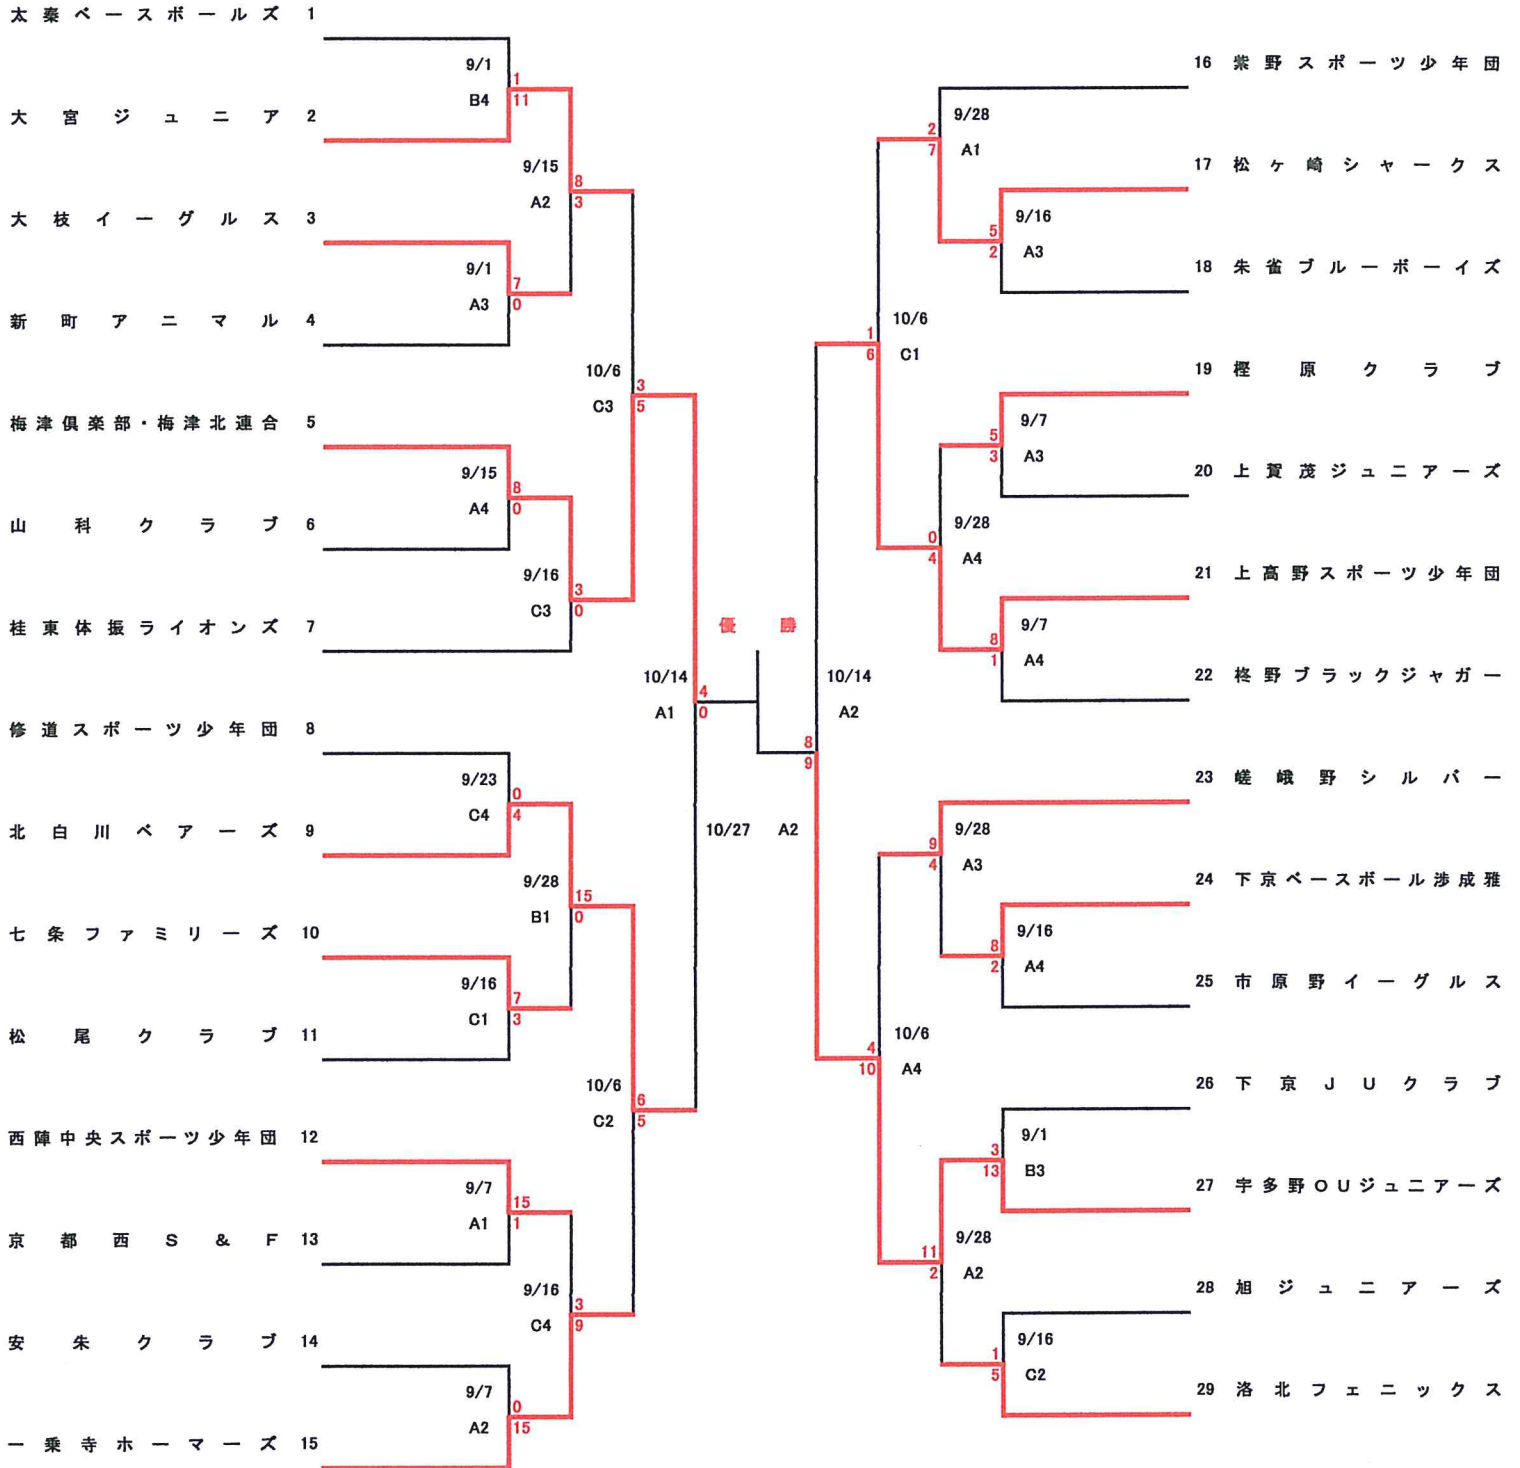 太秦ベースボールズ 1
大宮ジュニア 2
大枝イーグルス 3
新町アニマル 4
梅津倶楽部・梅津北連合 5
山科クラブ 6
桂東体振ライオンズ 7
修道スポーツ少年団 8
北白川ベアーズ 9
七条ファミリーズ 10
松尾クラブ 11
西陣中央スポーツ少年団 12
京都西S&F 13
安朱クラブ 14
一乗寺ホーマーズ 15
9/1
1
B4
11
9/1
7
A3
0
9/15
8
A4
0
9/23
0
C4
4
9/16
7
C1
3
9/7
15
A1
1
9/7
0
A2
15
9/15
8
A2
3
9/16
3
C3
0
9/28
15
B1
0
9/16
3
C4
9
10/6
3
C3
5
10/6
6
C2
5
10/14
4
A1
0
優勝
10/27 A2
10/14
A2
8
9
10/6
1
C1
6
10/6
4
A4
10
9/28
2
A1
7
9/28
0
A4
4
9/28
9
A3
4
9/28
11
A2
2
9/16
5
A3
2
9/7
5
A3
3
9/7
8
A4
1
9/16
8
A4
2
9/1
3
B3
13
9/16
1
C2
5
16 紫野スポーツ少年団
17 松ヶ崎シャークス
18 朱雀ブルーボーイズ
19 樫原クラブ
20 上賀茂ジュニアーズ
21 上高野スポーツ少年団
22 柊野ブラックジャガー
23 嵯峨野シルバー
24 下京ベースボール渉成雅
25 市原野イーグルス
26 下京JUクラブ
27 宇多野OUジュニアーズ
28 旭ジュニアーズ
29 洛北フェニックス